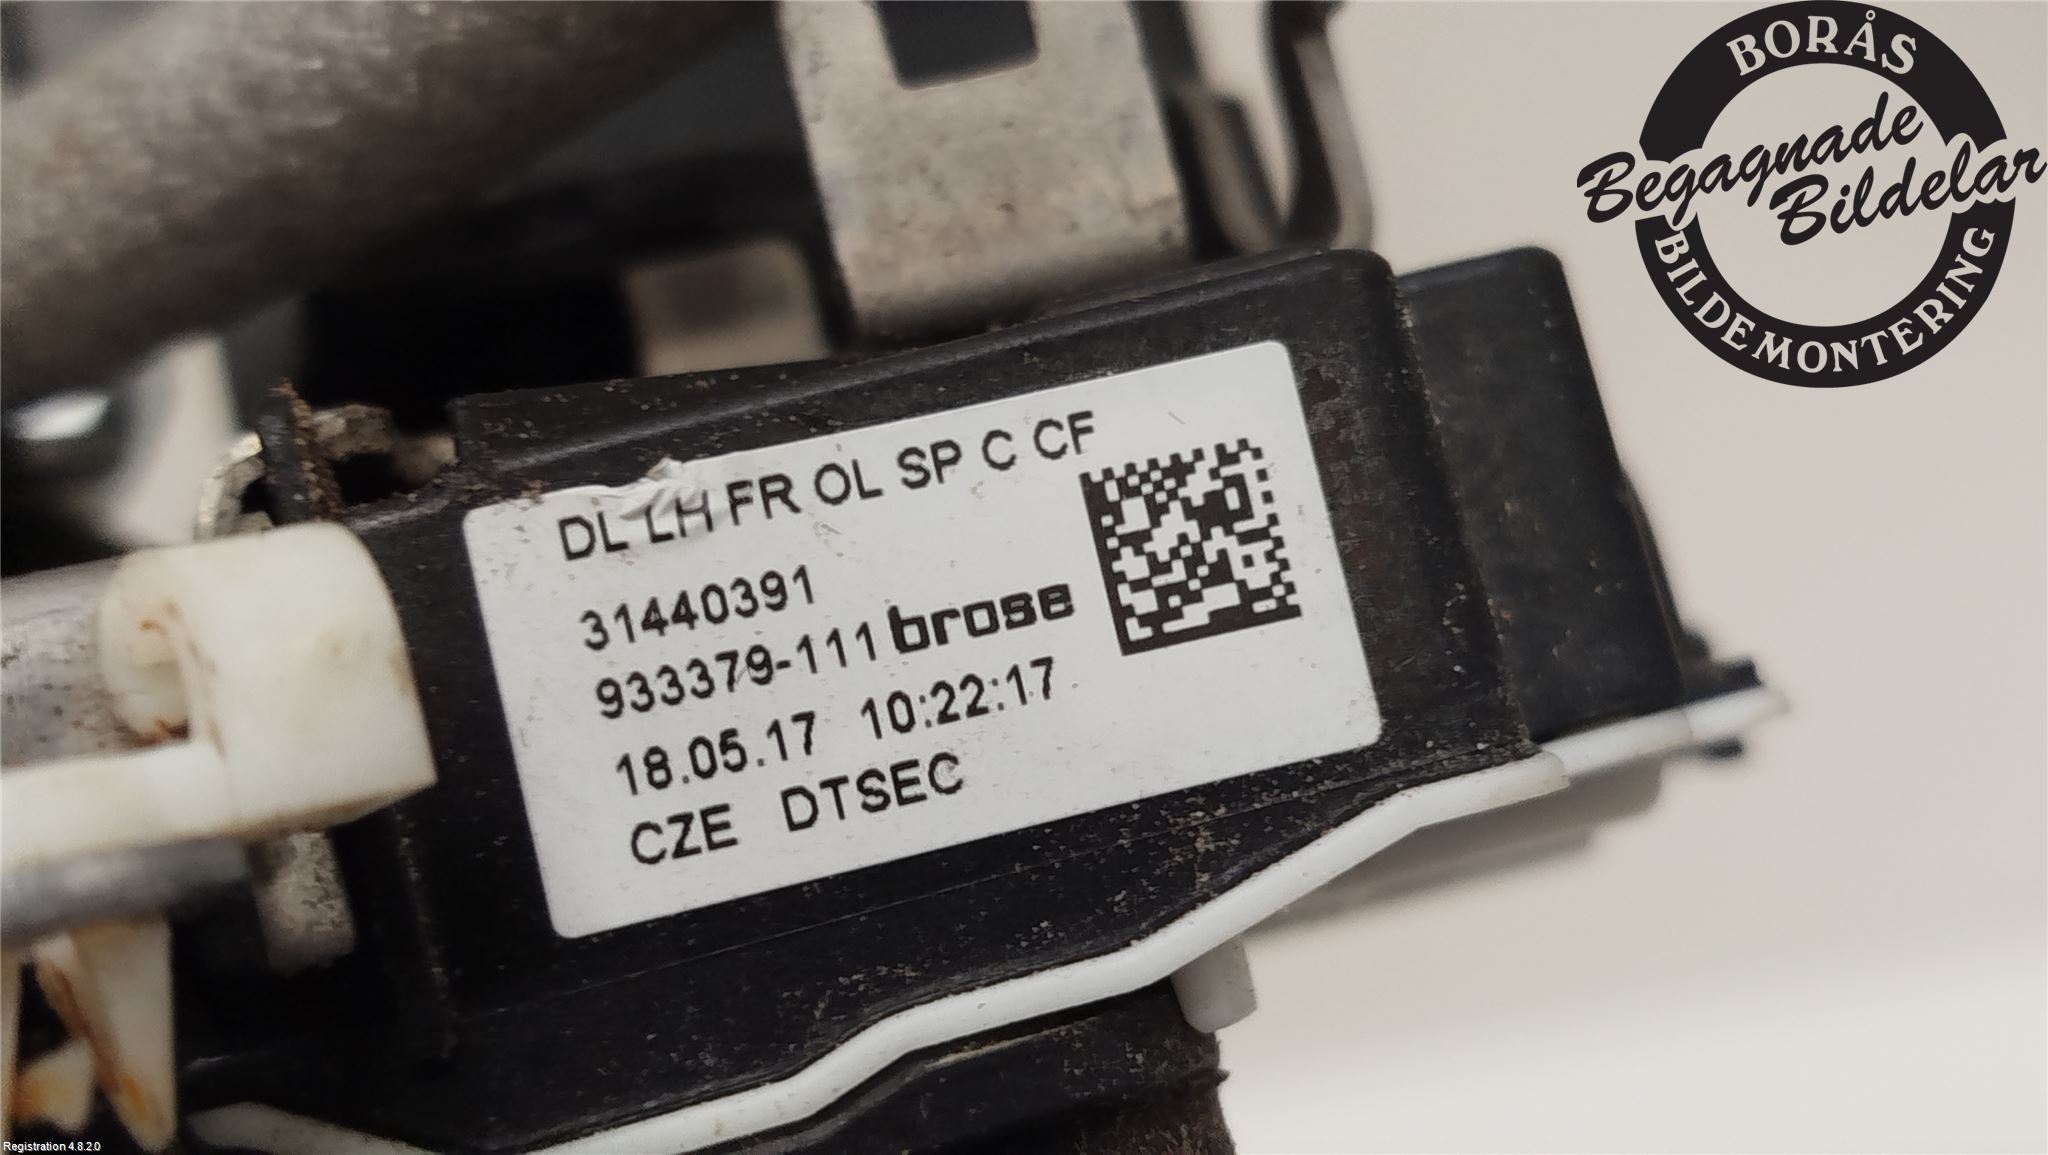 BORÅS
Begagnade
Bildelar
BILDEMONTERING
DL LH FR OL SP C CF
31440391
933379-111 brose
18.05.17 10:22:17
CZE DTSEC
Registration 4.8.2.0